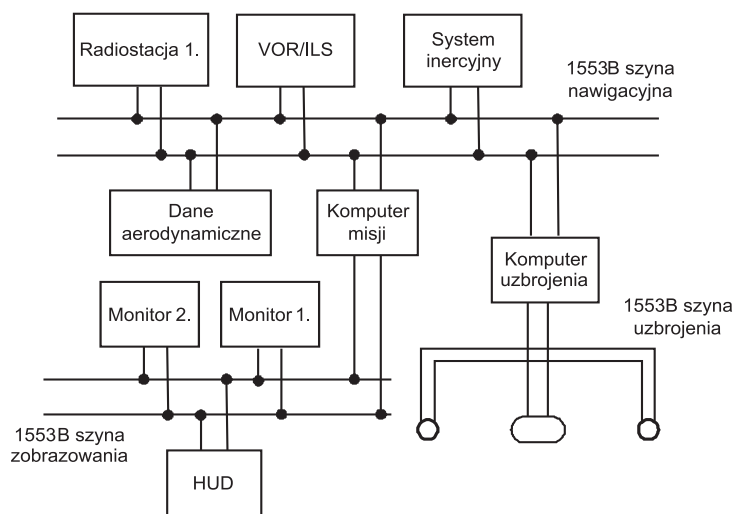 Radiostacja 1.
VOR/ILS
System
inercyjny
1553B szyna
nawigacyjna
Dane
aerodynamiczne
Komputer
misji
Komputer
uzbrojenia
Monitor 2.
Monitor 1.
1553B szyna
uzbrojenia
1553B szyna
zobrazowania
HUD